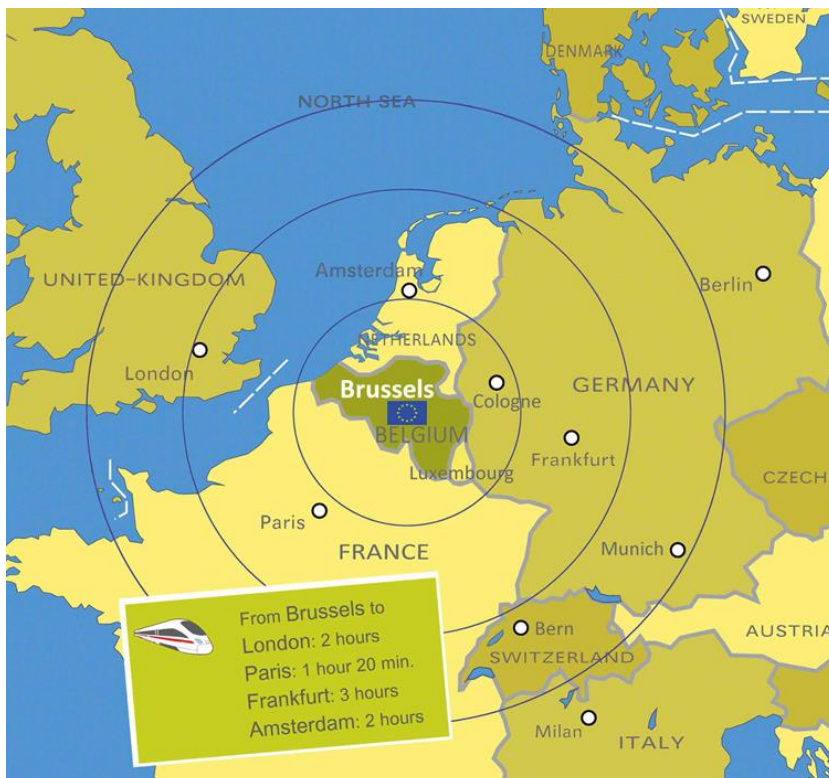 SWEDEN
DENMARK
NORTH SEA
UNITED-KINGDOM
Amsterdam
Berlin
NETHERLANDS
London
Brussels
Cologne
GERMANY
BELGIUM
Luxembourg
Frankfurt
CZECH
Paris
FRANCE
Munich
Bern
AUSTRIA
SWITZERLAND
Milan
ITALY
From Brussels to
London: 2 hours
Paris: 1 hour 20 min.
Frankfurt: 3 hours
Amsterdam: 2 hours